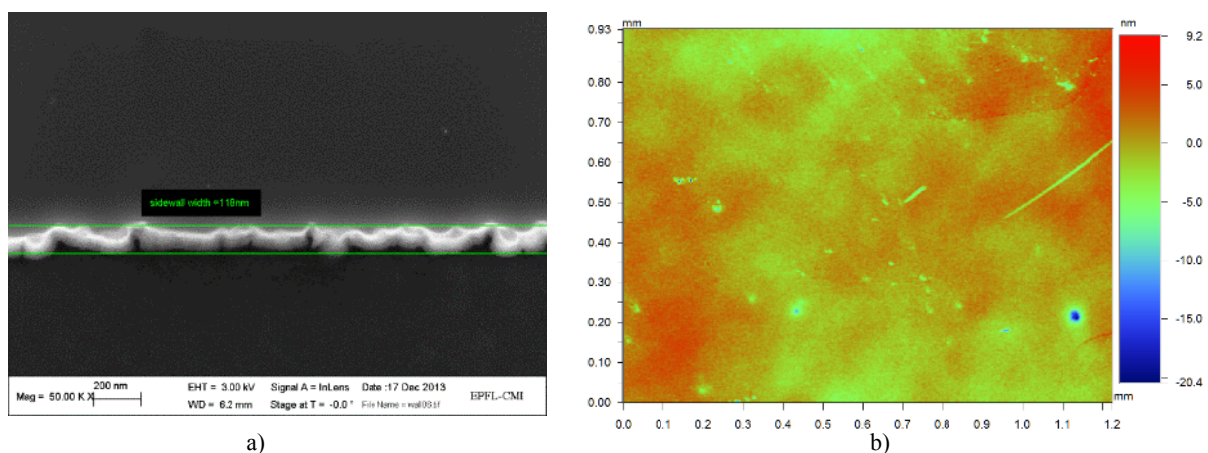 sidewall width =118nm
200 nm
Mag = 50.00 K X
EHT = 3.00 kV
WD = 6.2 mm
Signal A = InLens
Stage at T = -0.0 °
Date :17 Dec 2013
EPFL-CMI
a)
mm
0.93
0.80
0.70
0.60
0.50
0.40
0.30
0.20
0.10
0.00
0.0 0.1 0.2 0.3 0.4 0.5 0.6 0.7 0.8 0.9 1.0 1.1 1.2
mm
nm
9.2
5.0
0.0
-5.0
-10.0
-15.0
-20.4
b)